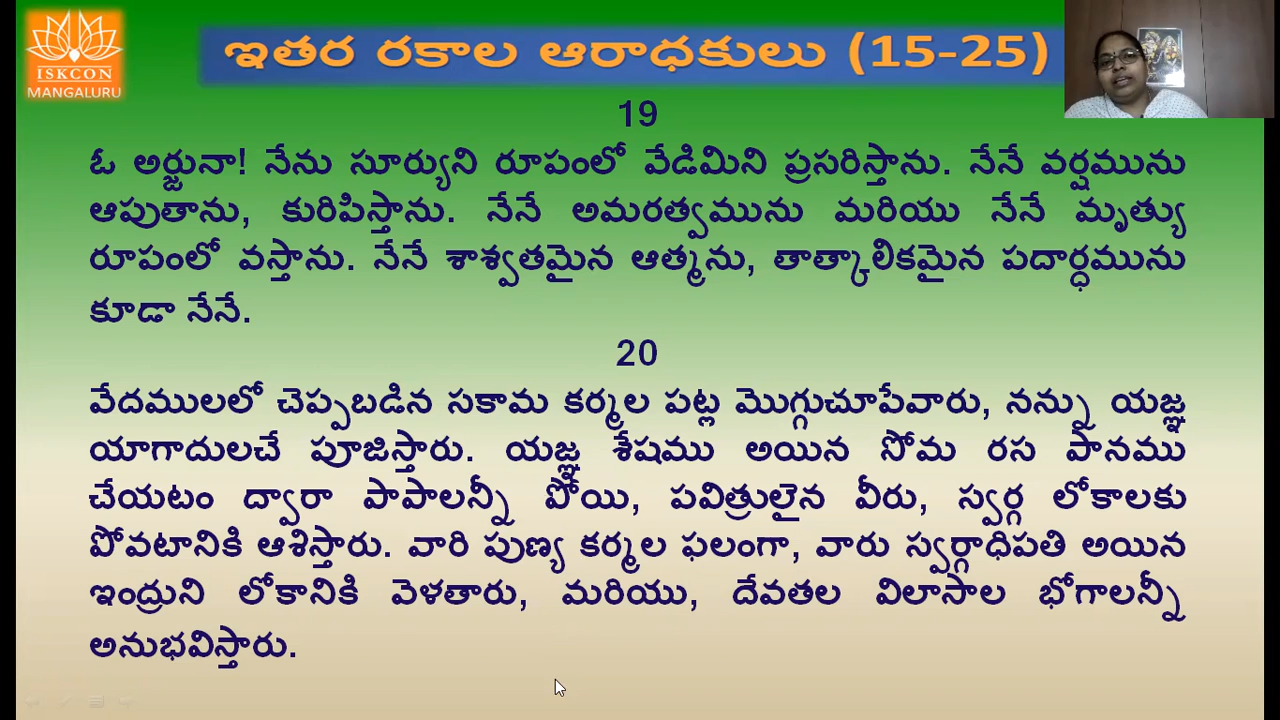 ISKCON
MANGALURU
ఇతర రకాల ఆరాధకులు (15-25)
19
ఓ అర్జునా! నేను సూర్యుని రూపంలో వేడిమిని ప్రసరిస్తాను. నేనే వర్షమును
ఆపుతాను, కురిపిస్తాను. నేనే అమరత్వమును మరియు నేనే మృత్యు
రూపంలో వస్తాను. నేనే శాశ్వతమైన ఆత్మను, తాత్కాలికమైన పదార్ధమును
కూడా నేనే.
20
వేదములలో చెప్పబడిన సకామ కర్మల పట్ల మొగ్గుచూపేవారు, నన్ను యజ్ఞ
యాగాదులచే పూజిస్తారు. యజ్ఞ శేషము అయిన సోమ రస పానము
చేయటం ద్వారా పాపాలన్నీ పోయి, పవిత్రులైన వీరు, స్వర్గ లోకాలకు
పోవటానికి ఆశిస్తారు. వారి పుణ్య కర్మల ఫలంగా, వారు స్వర్గాధిపతి అయిన
ఇంద్రుని లోకానికి వెళతారు, మరియు, దేవతల విలాసాల భోగాలన్నీ
అనుభవిస్తారు.